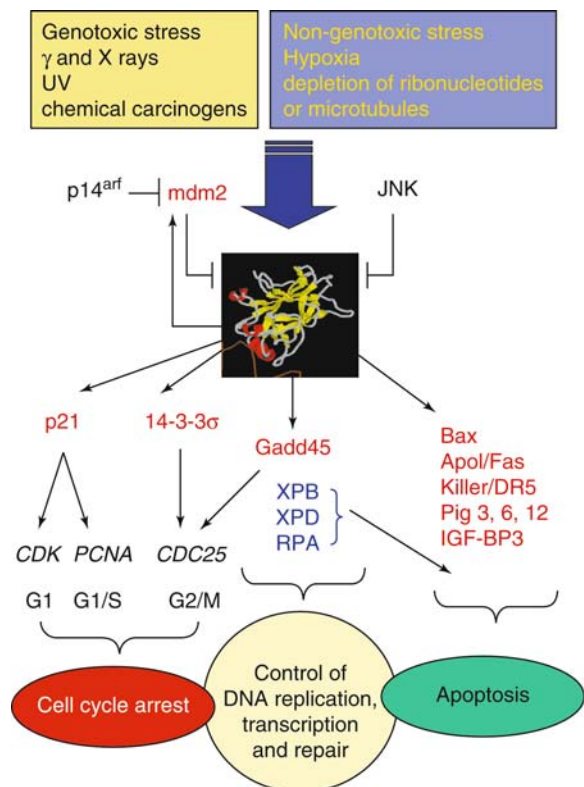 Genotoxic stress
γ and X rays
UV
chemical carcinogens
Non-genotoxic stress
Hypoxia
depletion of ribonucleotides
or microtubules
p14arf
mdm2
JNK
p21
14-3-3σ
Gadd45
Bax
Apol/Fas
Killer/DR5
Pig 3, 6, 12
IGF-BP3
XPB
XPD
RPA
CDK
PCNA
CDC25
G1
G1/S
G2/M
Cell cycle arrest
Control of
DNA replication,
transcription
and repair
Apoptosis